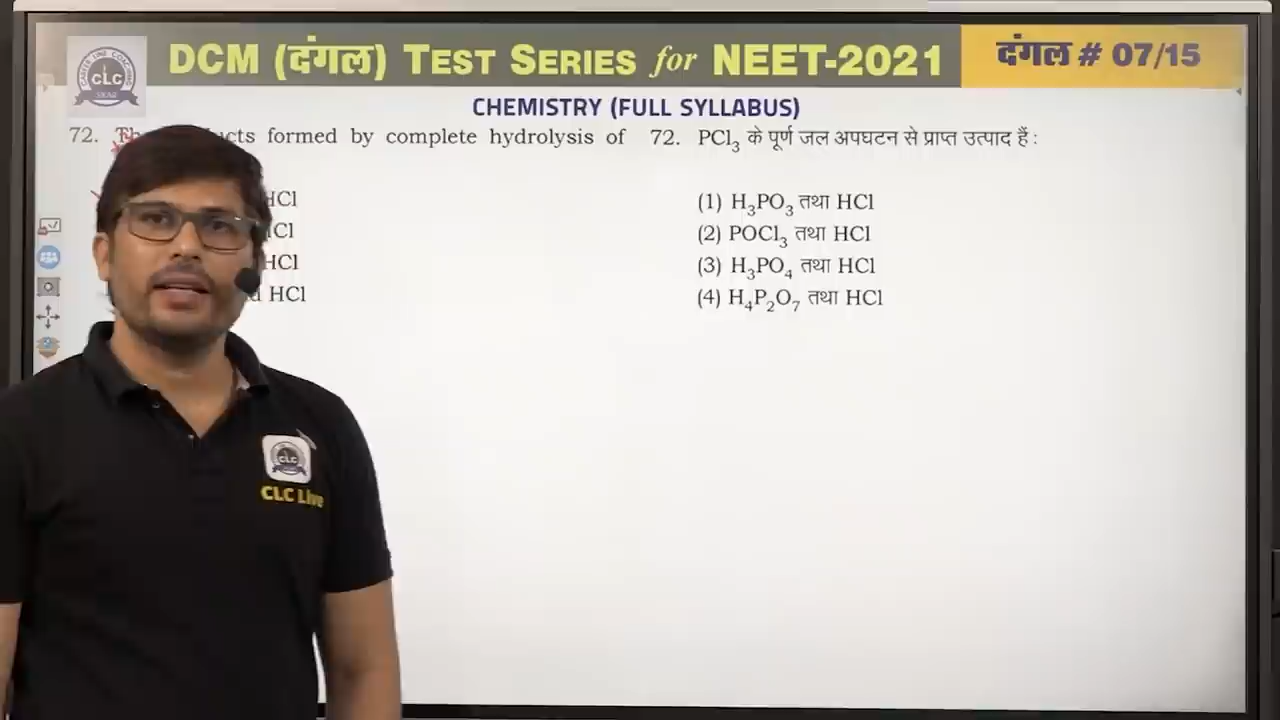 DCM (दंगल) TEST SERIES for NEET-2021
दंगल # 07/15
CLC
CHEMISTRY (FULL SYLLABUS)
72. formed by complete hydrolysis of
HCl
HCl
HCl
72. PCl₃ के पूर्ण जल अपघटन से प्राप्त उत्पाद हैं :
(1) H₃PO₃ तथा HCl
(2) POCl₃ तथा HCl
(3) H₃PO₄ तथा HCl
(4) H₄P₂O₇ तथा HCl
CLC
CLC Live